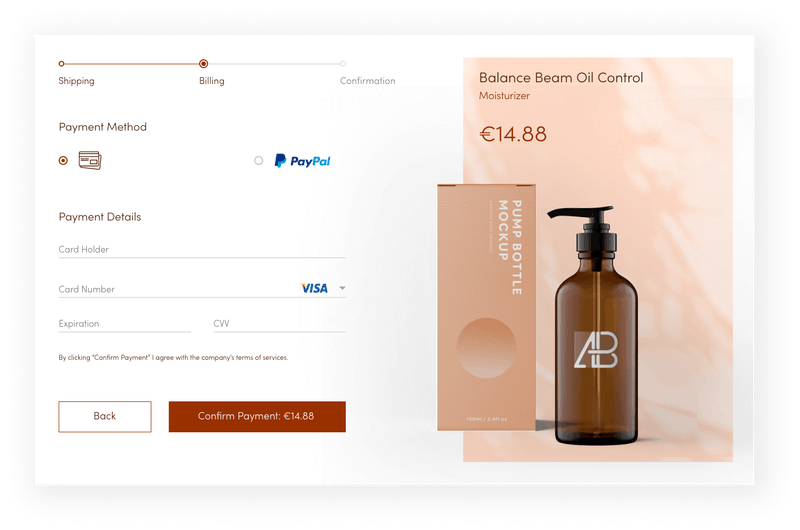 Shipping
Billing
Confirmation
Payment Method
PayPal
Payment Details
Card Holder
Card Number
VISA
Expiration
CVV
By clicking "Confirm Payment" I agree with the company's terms of services.
Back
Confirm Payment: €14.88
Balance Beam Oil Control
Moisturizer
€14.88
PUMP BOTTLE
MOCKUP
AB